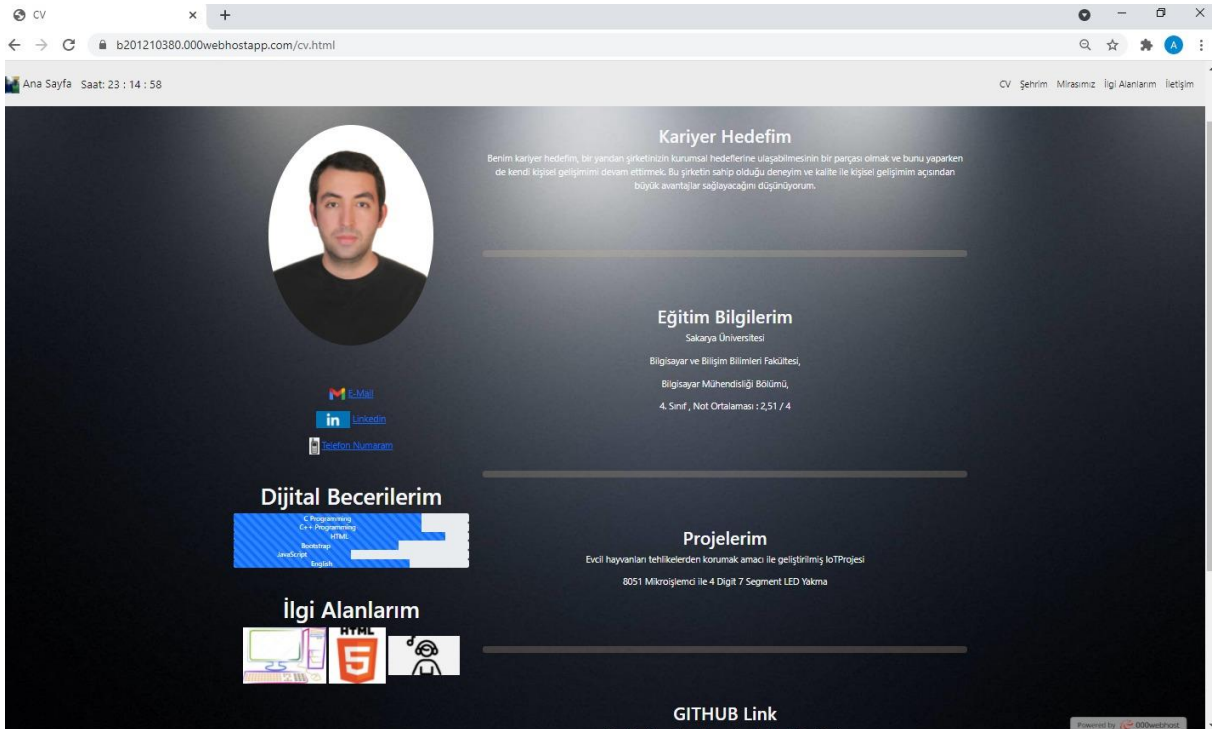 CV
b201210380.000webhostapp.com/cv.html
A
Ana Sayfa Saat: 23 : 14 : 58
CV Şehrim Mirasımız İlgi Alanlarım İletişim
E-Mail
in Linkedin
Telefon Numaram
Dijital Becerilerim
C Programming
C++ Programming
HTML
Bootstrap
JavaScript
English
İlgi Alanlarım
HTML
5
Kariyer Hedefim
Benim kariyer hedefim, bir yandan şirketinizin kurumsal hedeflerine ulaşabilmesinin bir parçası olmak ve bunu yaparken
de kendi kişisel gelişimimi devam ettirmek. Bu şirketin sahip olduğu deneyim ve kalite ile kişisel gelişimim açısından
büyük avantajlar sağlayacağını düşünüyorum.
Eğitim Bilgilerim
Sakarya Üniversitesi
Bilgisayar ve Bilişim Bilimleri Fakültesi,
Bilgisayar Mühendisliği Bölümü,
4. Sınıf , Not Ortalaması : 2,51 / 4
Projelerim
Evcil hayvanları tehlikelerden korumak amacı ile geliştirilmiş IoTProjesi
8051 Mikroişlemci ile 4 Digit 7 Segment LED Yakma
GITHUB Link
Powered by 000webhost